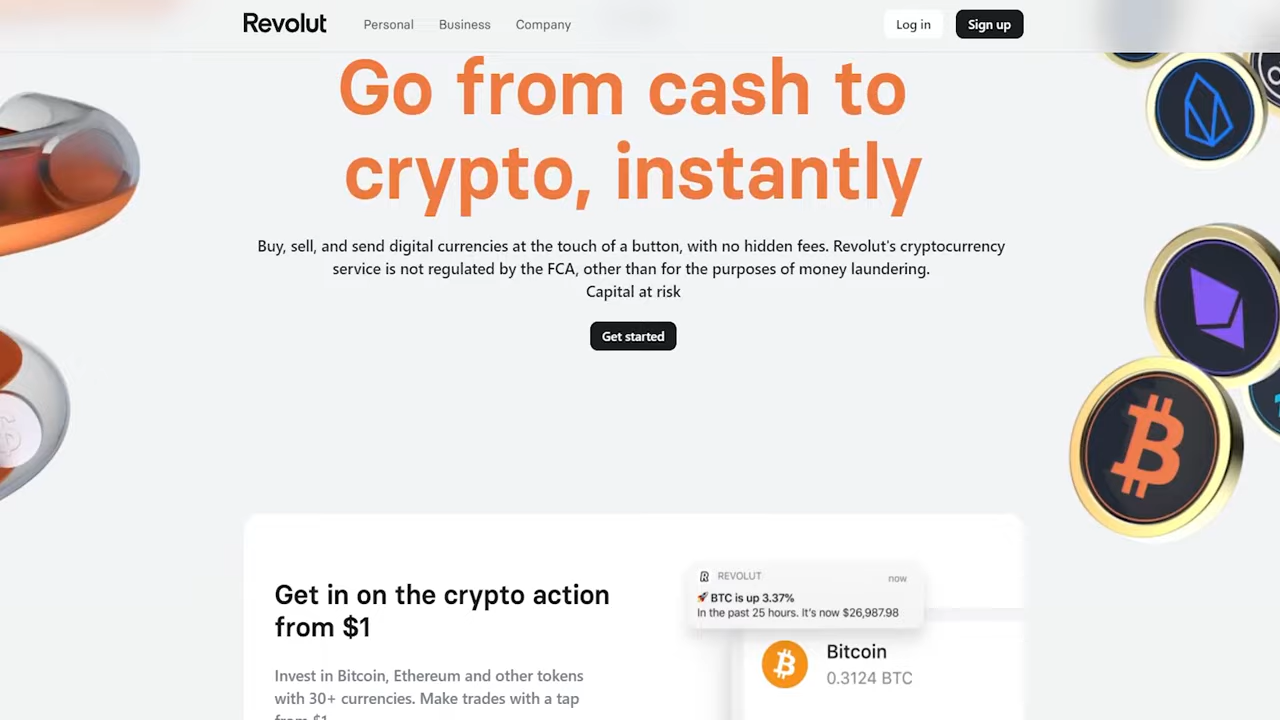 Revolut
Personal
Business
Company
Log in
Sign up
Go from cash to
crypto, instantly
Buy, sell, and send digital currencies at the touch of a button, with no hidden fees. Revolut's cryptocurrency
service is not regulated by the FCA, other than for the purposes of money laundering.
Capital at risk
Get started
Get in on the crypto action
from $1
Invest in Bitcoin, Ethereum and other tokens
with 30+ currencies. Make trades with a tap
from $1
REVOLUT
now
🚀 BTC is up 3.37%
In the past 25 hours. It's now $26,987.98
Bitcoin
0.3124 BTC